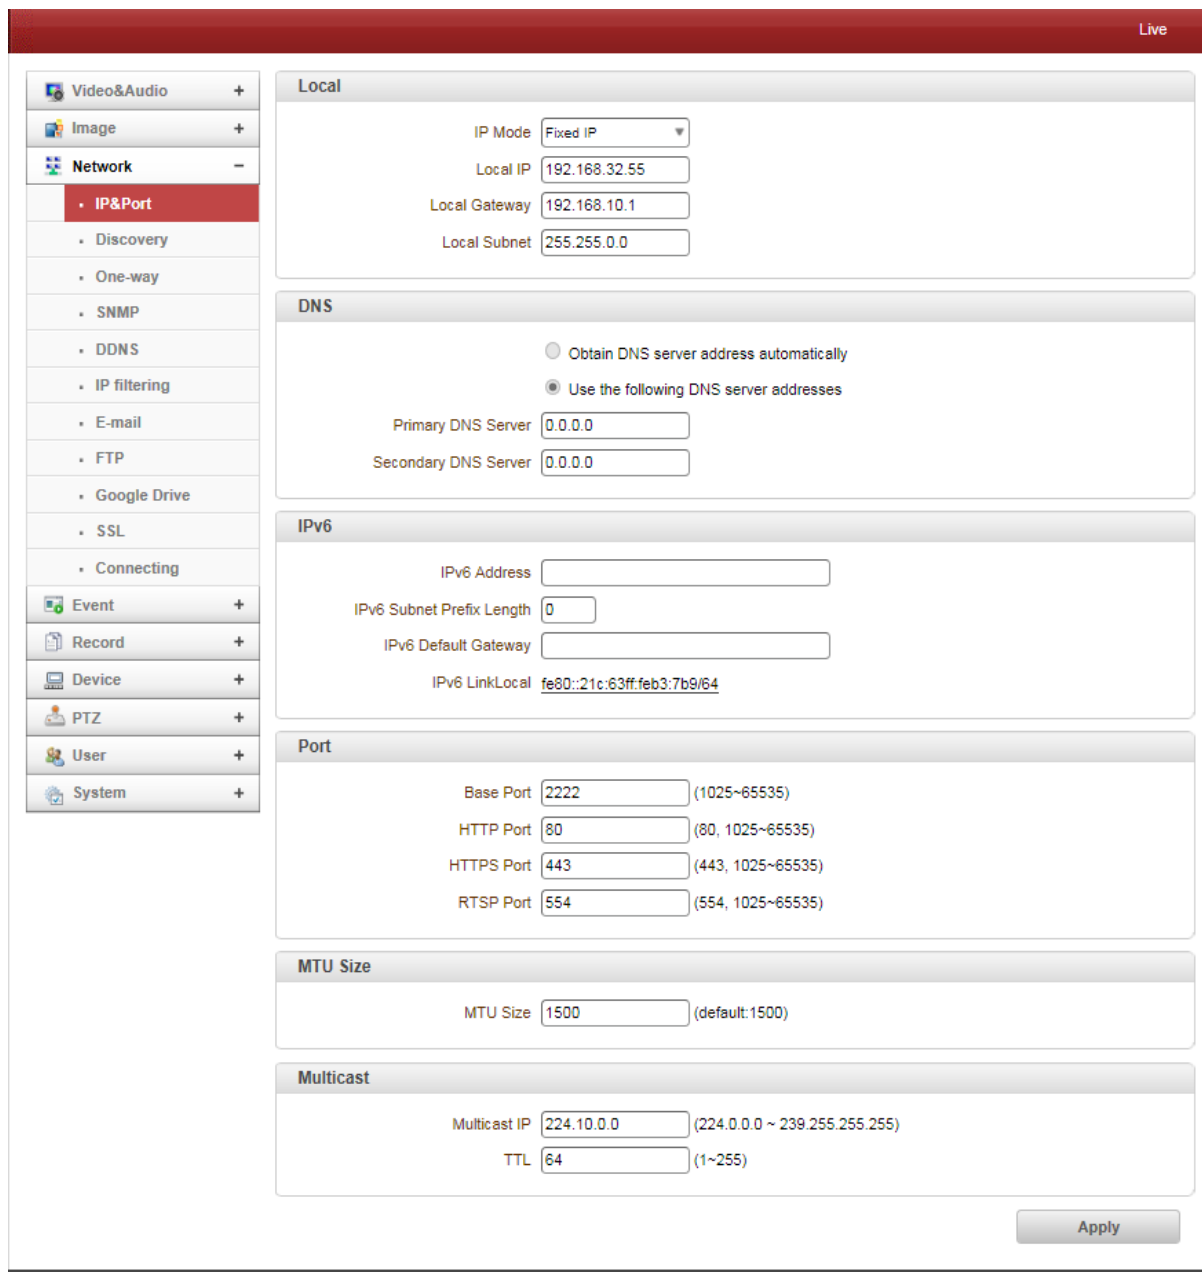 Live
Video&Audio +
Image +
Network −
IP&Port
Discovery
One-way
SNMP
DDNS
IP filtering
E-mail
FTP
Google Drive
SSL
Connecting
Event +
Record +
Device +
PTZ +
User +
System +
Local
IP Mode Fixed IP
Local IP 192.168.32.55
Local Gateway 192.168.10.1
Local Subnet 255.255.0.0
DNS
Obtain DNS server address automatically
Use the following DNS server addresses
Primary DNS Server 0.0.0.0
Secondary DNS Server 0.0.0.0
IPv6
IPv6 Address
IPv6 Subnet Prefix Length 0
IPv6 Default Gateway
IPv6 LinkLocal fe80::21c:63ff:feb3:7b9/64
Port
Base Port 2222 (1025~65535)
HTTP Port 80 (80, 1025~65535)
HTTPS Port 443 (443, 1025~65535)
RTSP Port 554 (554, 1025~65535)
MTU Size
MTU Size 1500 (default:1500)
Multicast
Multicast IP 224.10.0.0 (224.0.0.0 ~ 239.255.255.255)
TTL 64 (1~255)
Apply